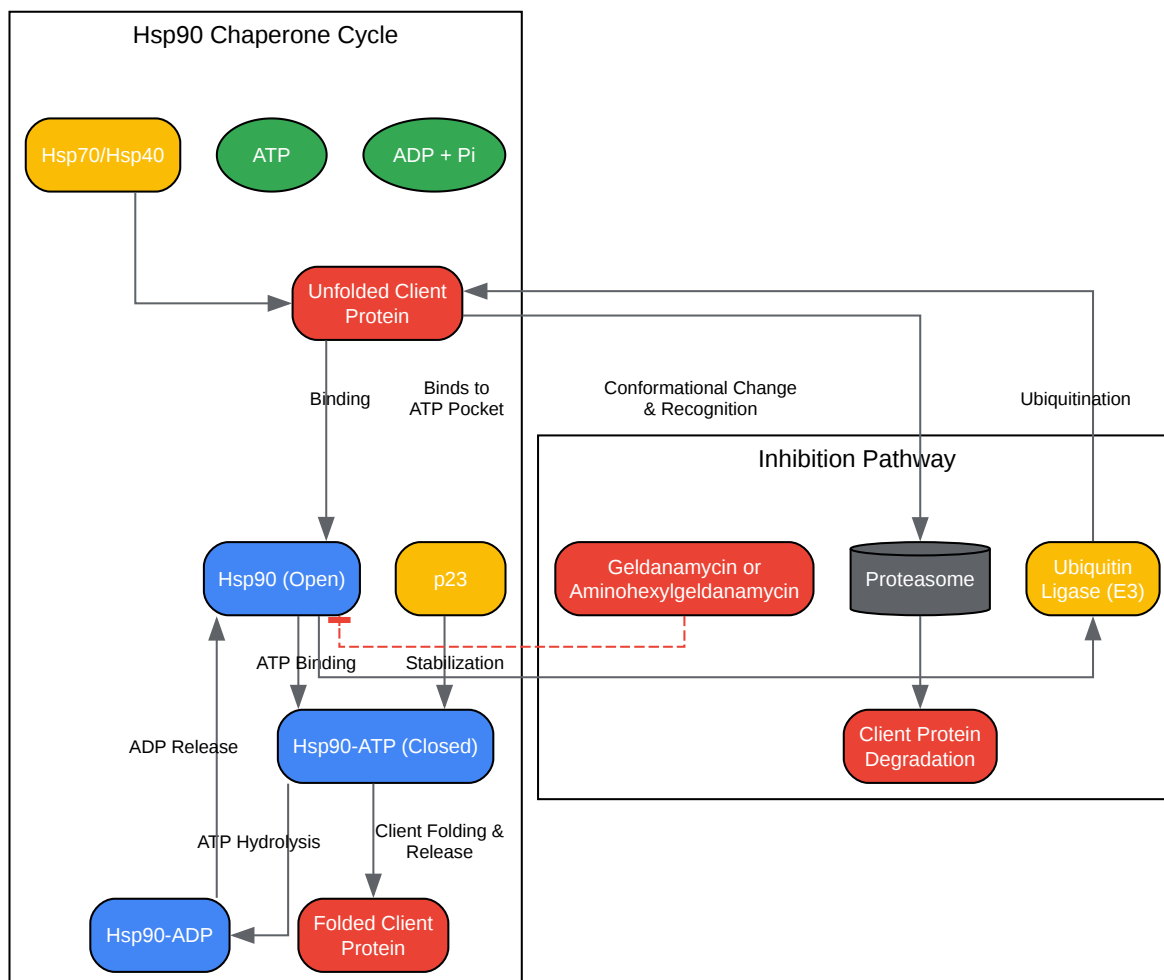 Hsp90 Chaperone Cycle
Hsp70/Hsp40
ATP
ADP + Pi
Unfolded Client
Protein
Binding
Binds to
ATP Pocket
Conformational Change
& Recognition
Ubiquitination
Inhibition Pathway
Hsp90 (Open)
p23
Geldanamycin or
Aminohexylgeldanamycin
Proteasome
Ubiquitin
Ligase (E3)
ATP Binding
Stabilization
ADP Release
Hsp90-ATP (Closed)
Client Protein
Degradation
ATP Hydrolysis
Client Folding &
Release
Hsp90-ADP
Folded Client
Protein